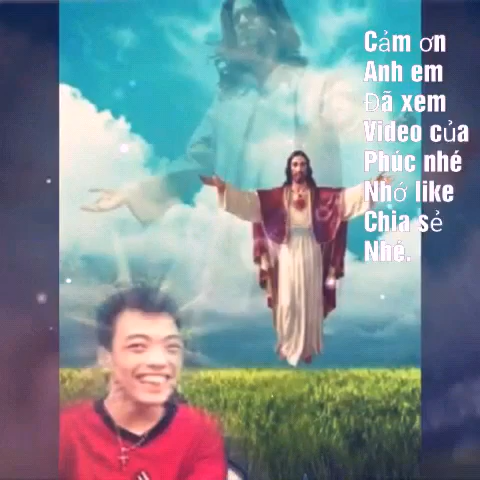 Cảm ơn
Anh em
Đã xem
Video của
Phúc nhé
Nhớ like
Chia sẻ
Nhé.